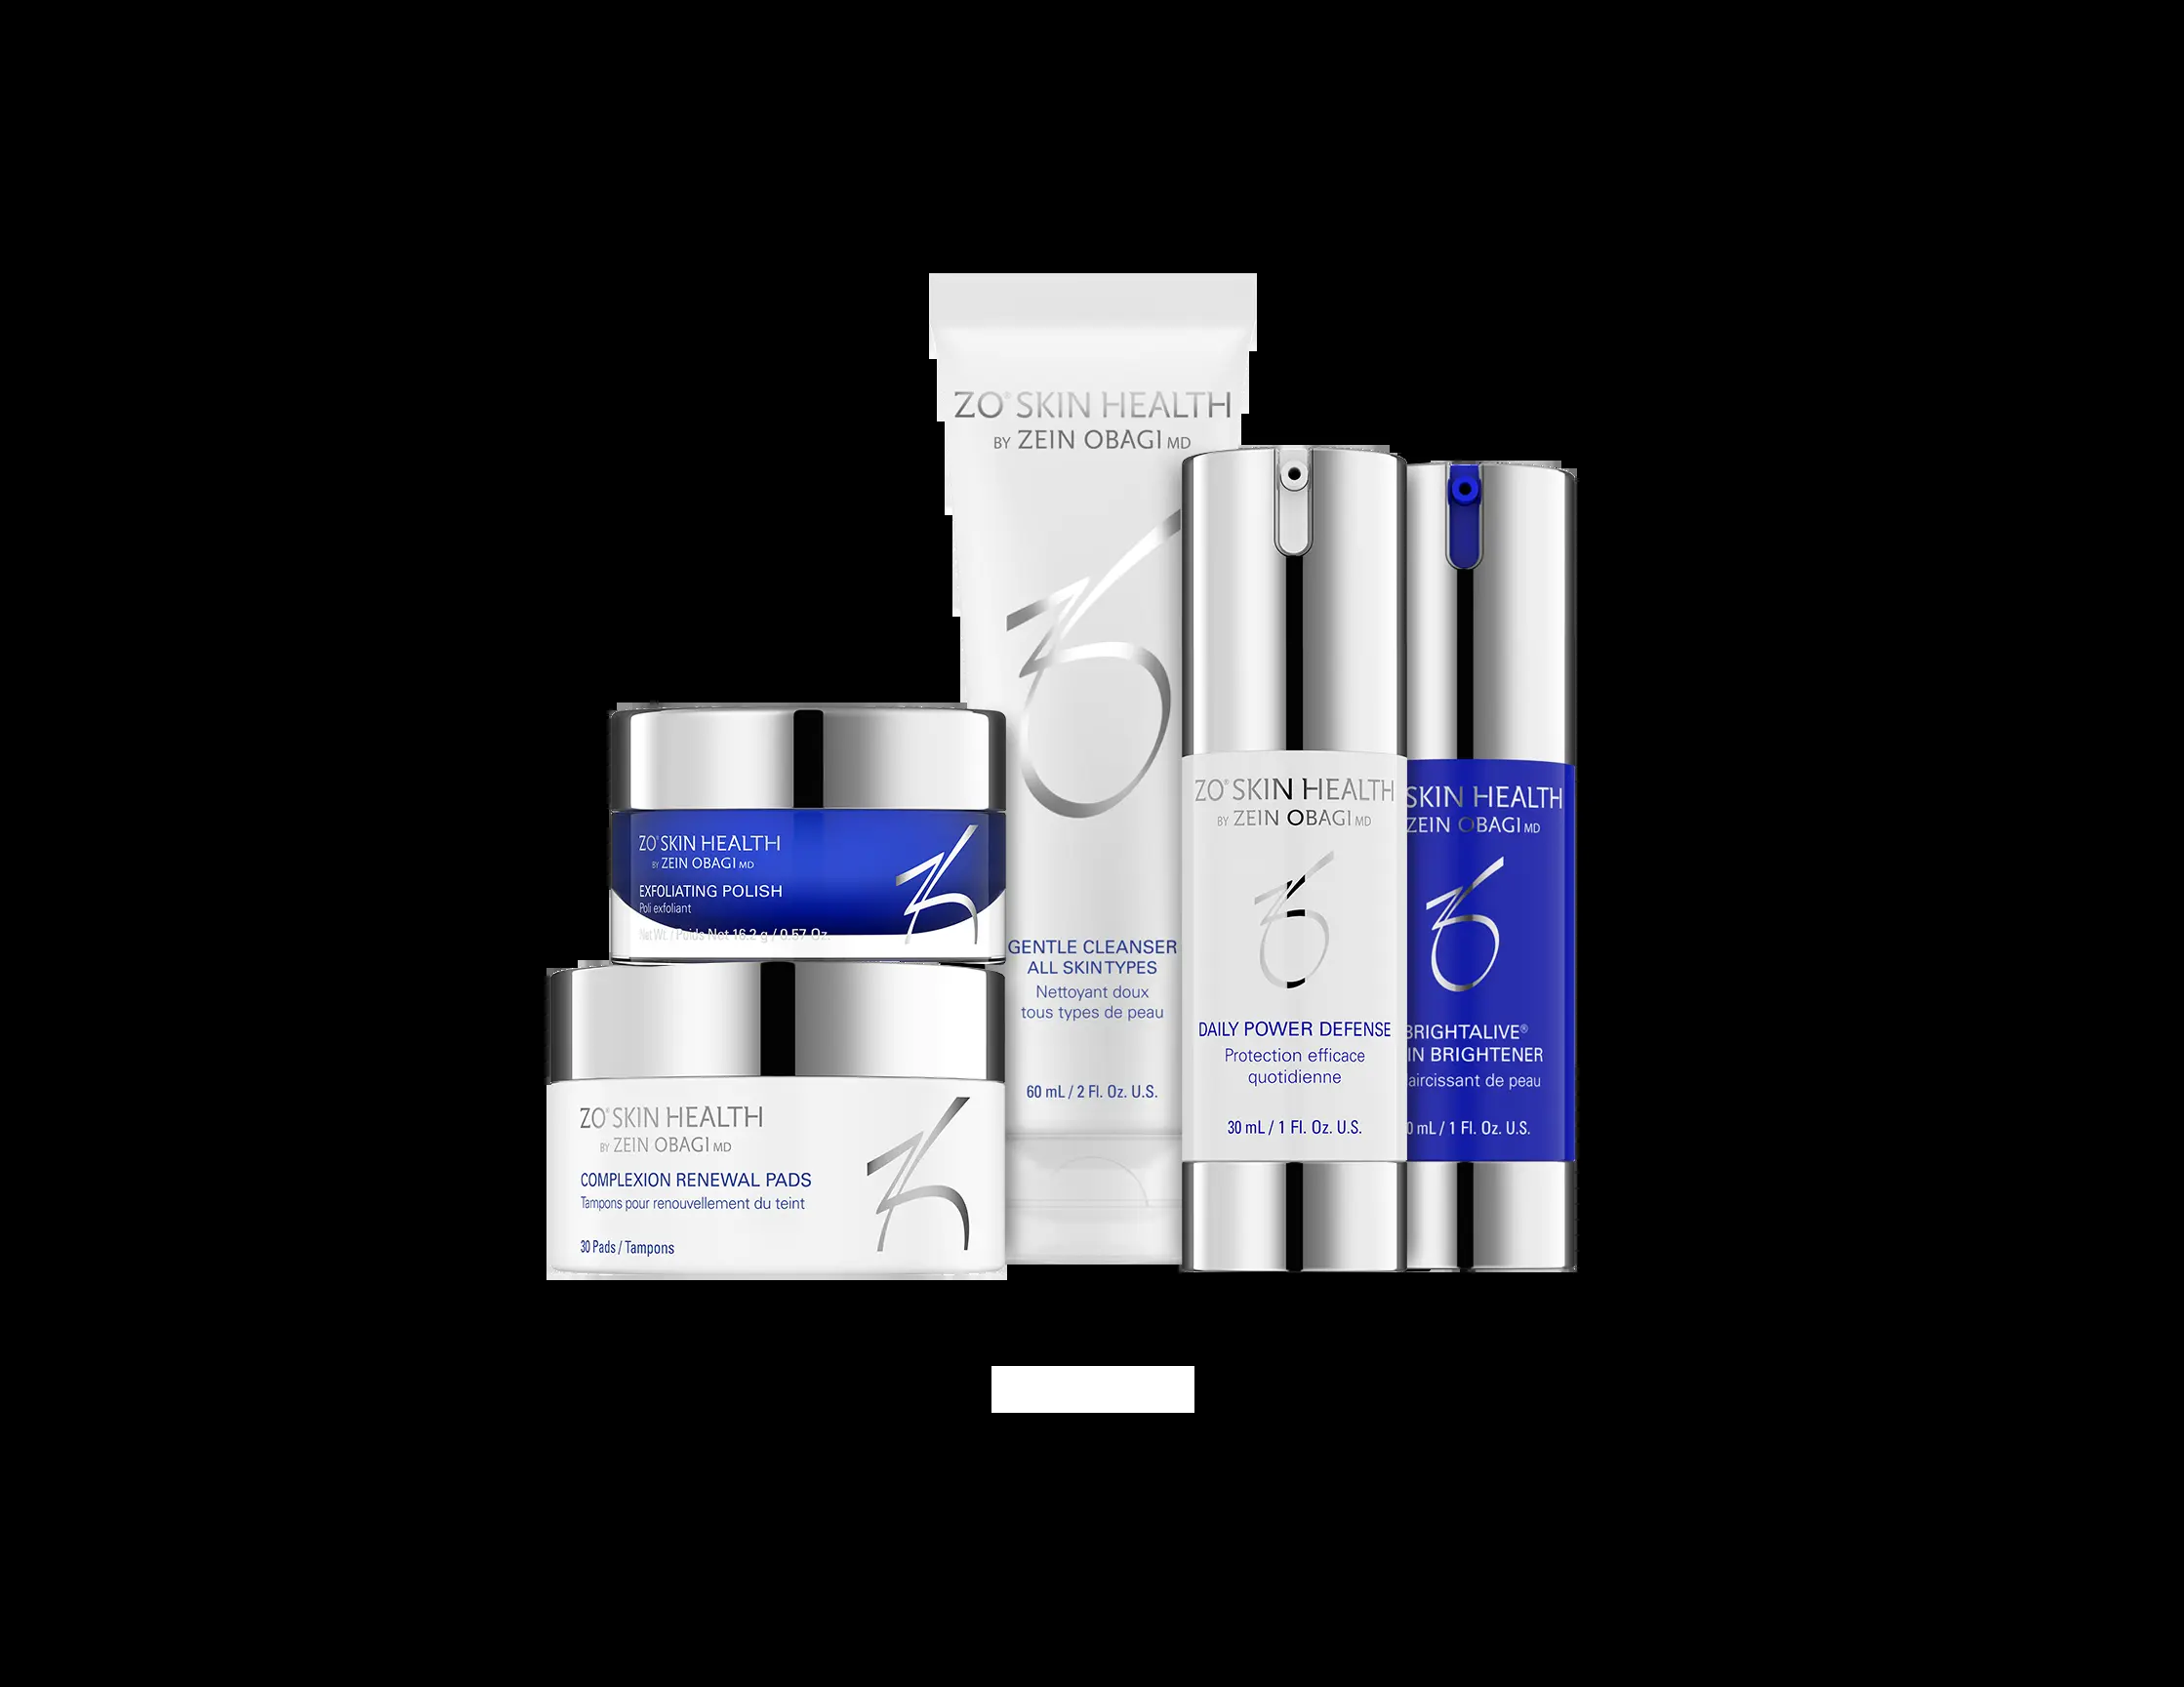 ZO® SKIN HEALTH
BY ZEIN OBAGI MD
GENTLE CLEANSER
ALL SKIN TYPES
Nettoyant doux
tous types de peau
60 mL / 2 Fl. Oz. U.S.
ZO® SKIN HEALTH
BY ZEIN OBAGI MD
EXFOLIATING POLISH
Poli exfoliant
Net Wt. / Poids Net 16.2 g / 0.57 Oz.
ZO® SKIN HEALTH
BY ZEIN OBAGI MD
COMPLEXION RENEWAL PADS
Tampons pour renouvellement du teint
30 Pads / Tampons
ZO® SKIN HEALTH
BY ZEIN OBAGI MD
DAILY POWER DEFENSE
Protection efficace
quotidienne
30 mL / 1 Fl. Oz. U.S.
SKIN HEALTH
ZEIN OBAGI MD
BRIGHTALIVE®
IN BRIGHTENER
aircissant de peau
0 mL / 1 Fl. Oz. U.S.